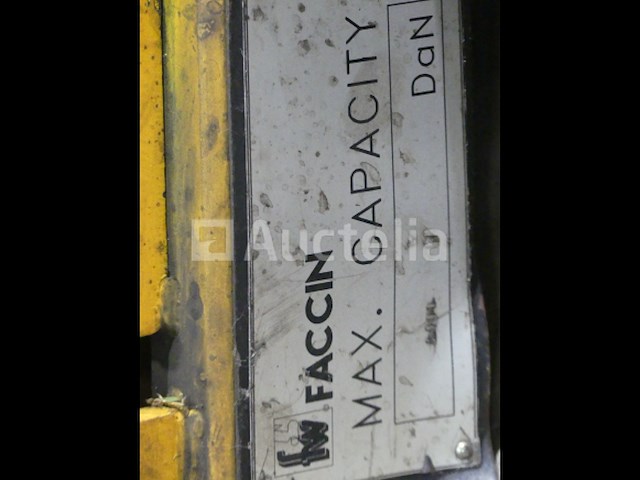 FACCIN
MAX. CAPACITY
DaN
Auctelia